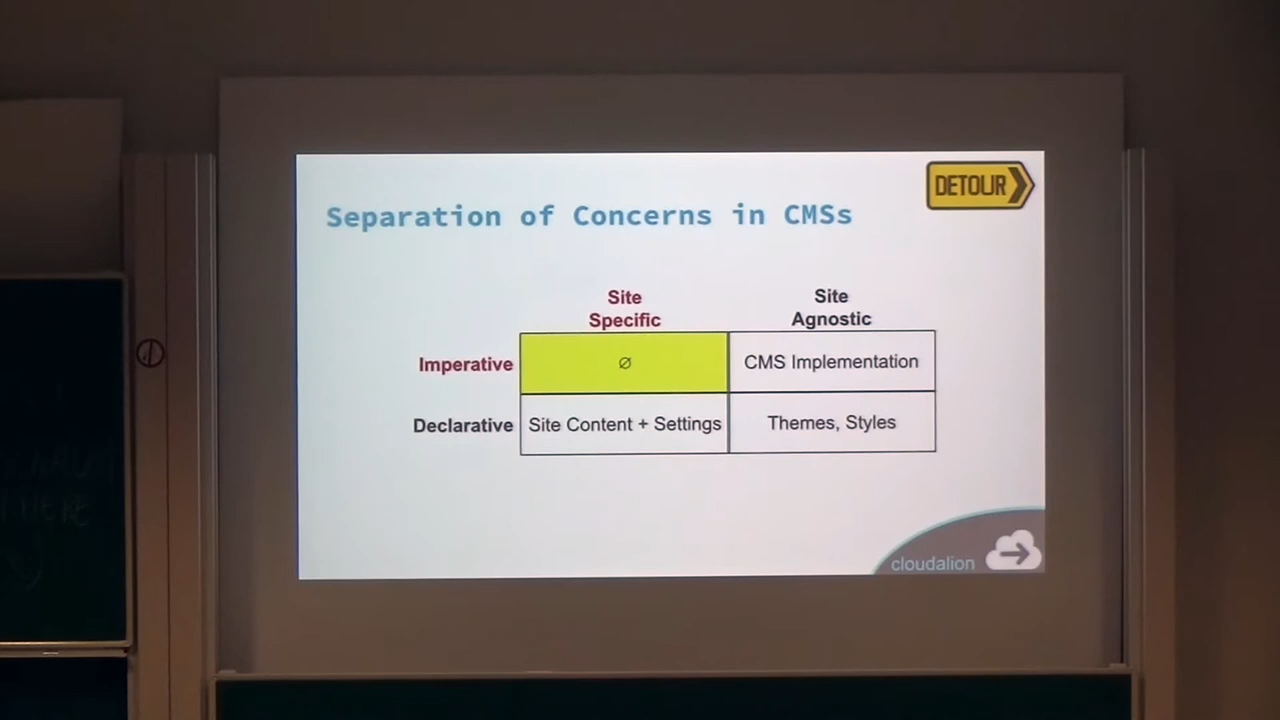 DETOUR
Separation of Concerns in CMSs
Site
Specific
Site
Agnostic
Imperative
∅
CMS Implementation
Declarative
Site Content + Settings
Themes, Styles
cloudalion
HERE